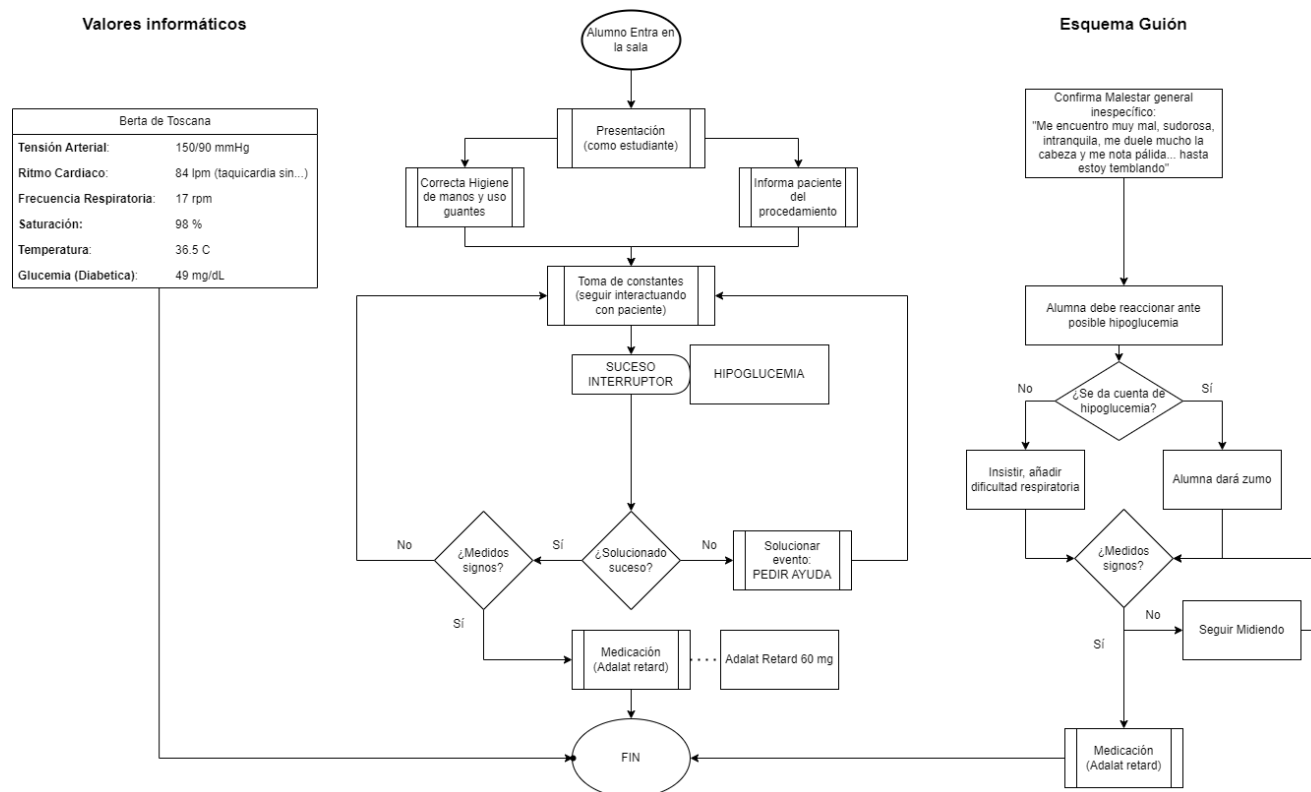 Valores informáticos
Berta de Toscana
Tensión Arterial: 150/90 mmHg
Ritmo Cardiaco: 84 lpm (taquicardia sin...)
Frecuencia Respiratoria: 17 rpm
Saturación: 98 %
Temperatura: 36.5 C
Glucemia (Diabetica): 49 mg/dL
Alumno Entra en
la sala
Presentación
(como estudiante)
Correcta Higiene
de manos y uso
guantes
Informa paciente
del
procedamiento
Toma de constantes
(seguir interactuando
con paciente)
SUCESO
INTERRUPTOR
HIPOGLUCEMIA
¿Solucionado
suceso?
Sí
No
¿Medidos
signos?
No
Sí
Solucionar
evento:
PEDIR AYUDA
Medicación
(Adalat retard)
Adalat Retard 60 mg
FIN
Esquema Guión
Confirma Malestar general
inespecífico:
"Me encuentro muy mal, sudorosa,
intranquila, me duele mucho la
cabeza y me nota pálida... hasta
estoy temblando"
Alumna debe reaccionar ante
posible hipoglucemia
¿Se da cuenta de
hipoglucemia?
No
Sí
Insistir, añadir
dificultad respiratoria
Alumna dará zumo
¿Medidos
signos?
No
Sí
Seguir Midiendo
Medicación
(Adalat retard)